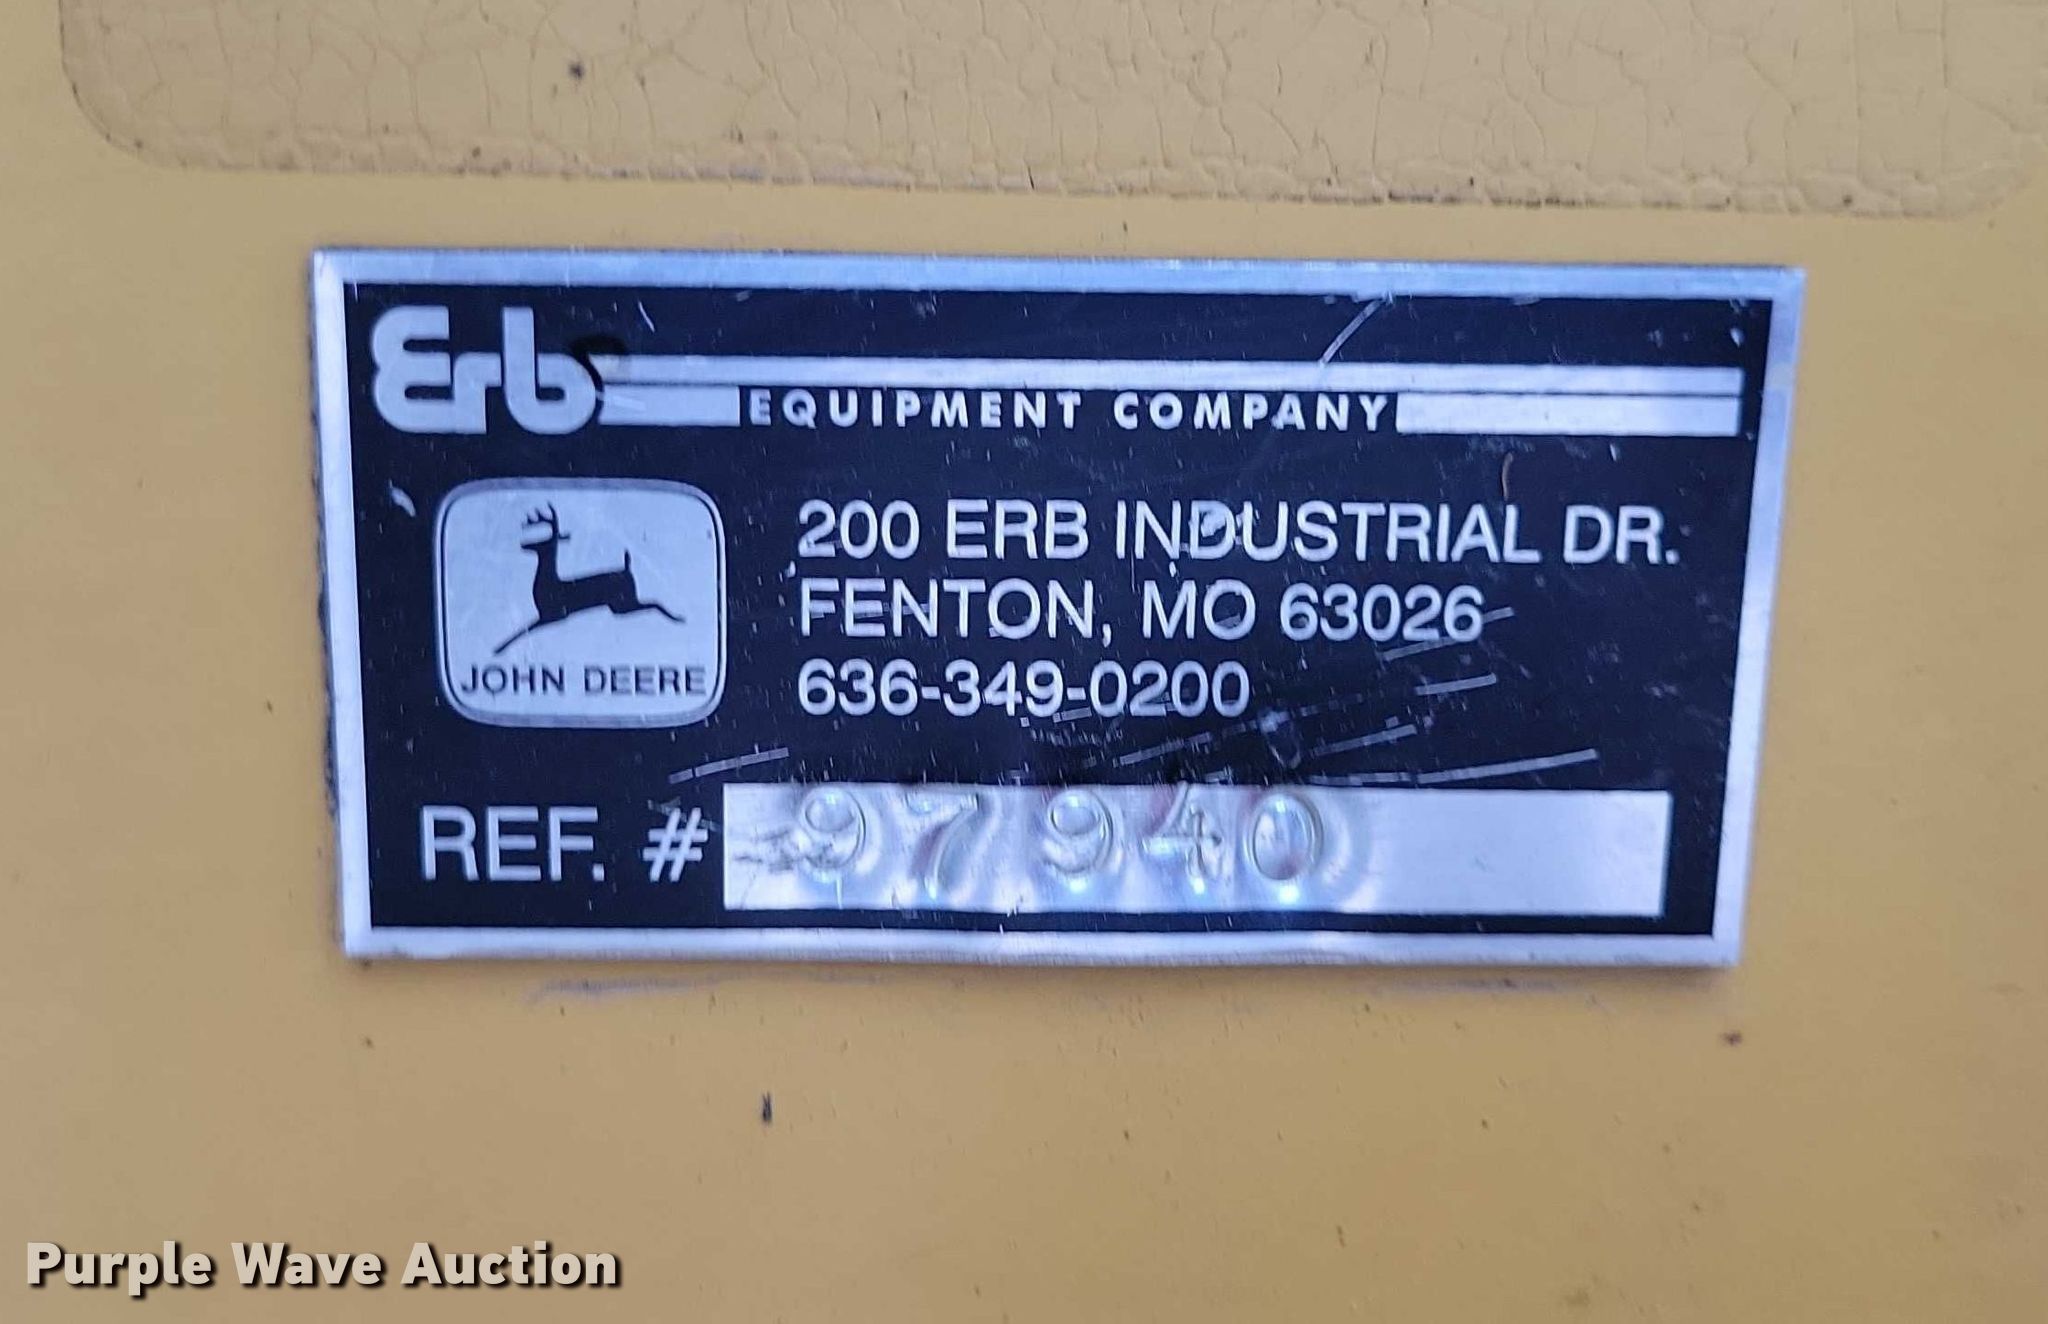 Erb
EQUIPMENT COMPANY
JOHN DEERE
200 ERB INDUSTRIAL DR.
FENTON, MO 63026
636-349-0200
REF. # 97940
Purple Wave Auction